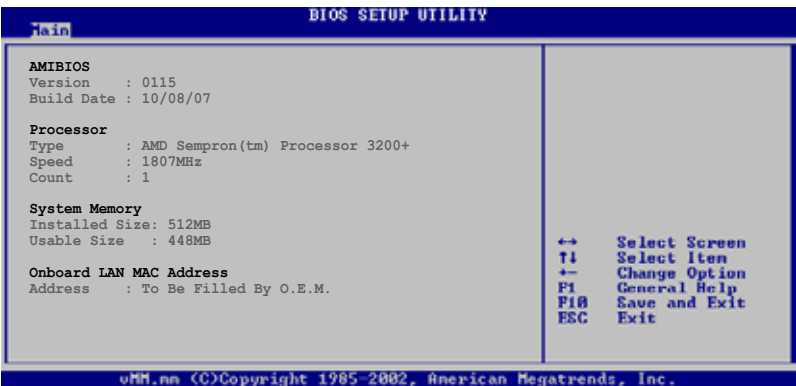 BIOS SETUP UTILITY
Main
AMIBIOS
Version : 0115
Build Date : 10/08/07
Processor
Type : AMD Sempron(tm) Processor 3200+
Speed : 1807MHz
Count : 1
System Memory
Installed Size: 512MB
Usable Size : 448MB
Onboard LAN MAC Address
Address : To Be Filled By O.E.M.
←→ Select Screen
↑↓ Select Item
+- Change Option
F1 General Help
F10 Save and Exit
ESC Exit
vMM.mm (C)Copyright 1985-2002, American Megatrends, Inc.